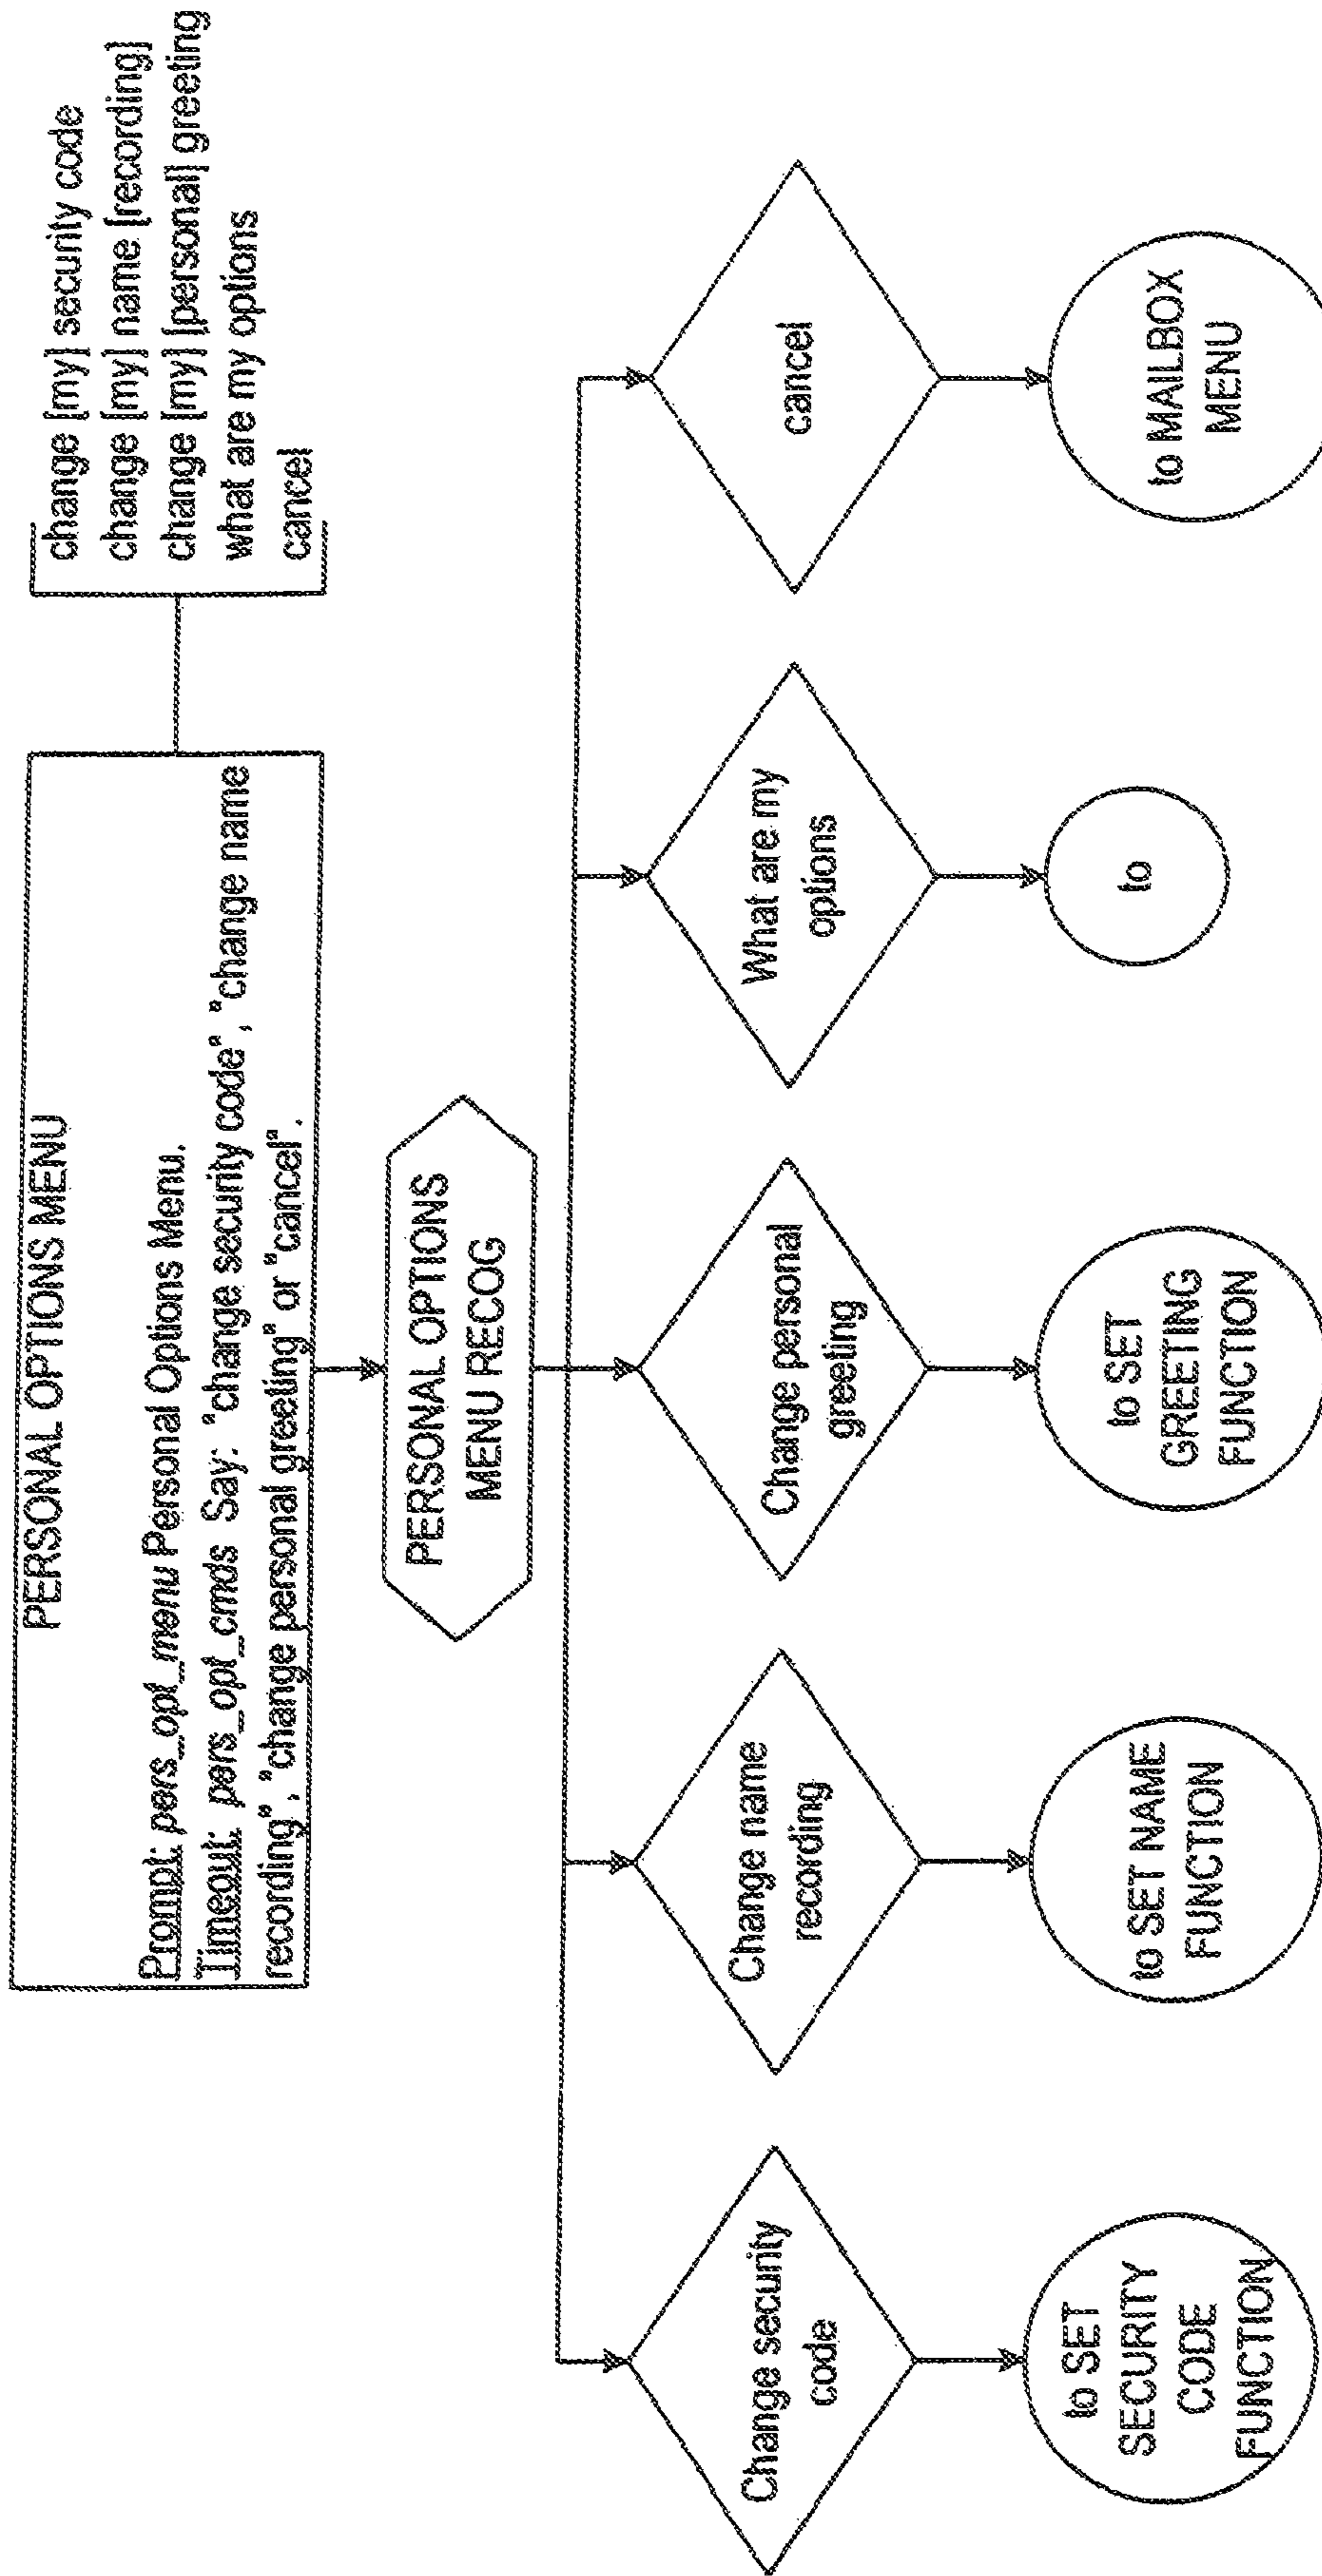 PERSONAL OPTIONS MENU
Prompt: pers_opt_menu Personal Options Menu.
Timeout: pers_opt_cmds Say: "change security code", "change name
recording", "change personal greeting" or "cancel".
change [my] security code
change [my] name [recording]
change [my] [personal] greeting
what are my options
cancel
PERSONAL OPTIONS
MENU RECOG
Change security
code
Change name
recording
Change personal
greeting
What are my
options
cancel
to SET
SECURITY
CODE
FUNCTION
to SET NAME
FUNCTION
to SET
GREETING
FUNCTION
to
to MAILBOX
MENU